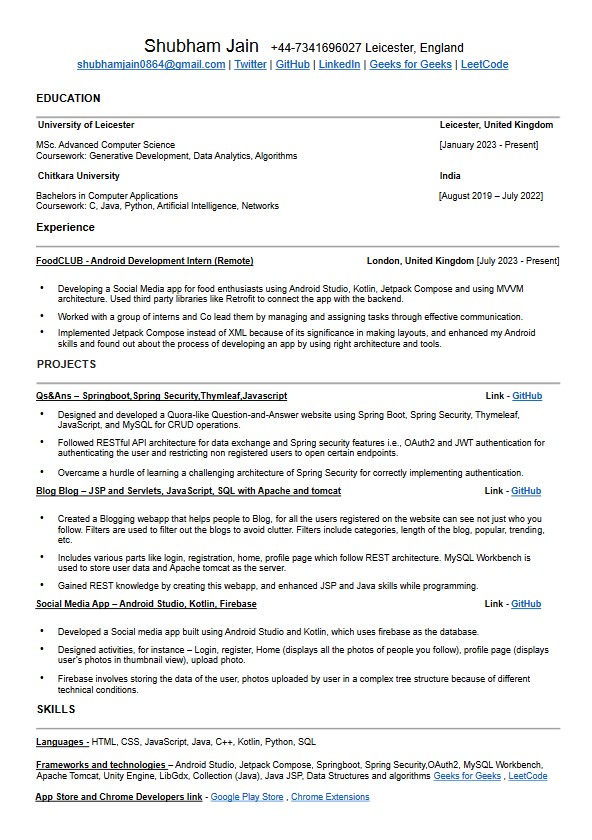 Shubham Jain +44-7341696027 Leicester, England
shubhamjain0864@gmail.com | Twitter | GitHub | LinkedIn | Geeks for Geeks | LeetCode
EDUCATION
University of Leicester Leicester, United Kingdom
MSc. Advanced Computer Science [January 2023 - Present]
Coursework: Generative Development, Data Analytics, Algorithms
Chitkara University India
Bachelors in Computer Applications [August 2019 – July 2022]
Coursework: C, Java, Python, Artificial Intelligence, Networks
Experience
FoodCLUB - Android Development Intern (Remote) London, United Kingdom [July 2023 - Present]
• Developing a Social Media app for food enthusiasts using Android Studio, Kotlin, Jetpack Compose and using MVVM
architecture. Used third party libraries like Retrofit to connect the app with the backend.
• Worked with a group of interns and Co lead them by managing and assigning tasks through effective communication.
• Implemented Jetpack Compose instead of XML because of its significance in making layouts, and enhanced my Android
skills and found out about the process of developing an app by using right architecture and tools.
PROJECTS
Qs&Ans – Springboot,Spring Security,Thymleaf,Javascript Link - GitHub
• Designed and developed a Quora-like Question-and-Answer website using Spring Boot, Spring Security, Thymeleaf,
JavaScript, and MySQL for CRUD operations.
• Followed RESTful API architecture for data exchange and Spring security features i.e., OAuth2 and JWT authentication for
authenticating the user and restricting non registered users to open certain endpoints.
• Overcame a hurdle of learning a challenging architecture of Spring Security for correctly implementing authentication.
Blog Blog – JSP and Servlets, JavaScript, SQL with Apache and tomcat Link - GitHub
• Created a Blogging webapp that helps people to Blog, for all the users registered on the website can see not just who you
follow. Filters are used to filter out the blogs to avoid clutter. Filters include categories, length of the blog, popular, trending,
etc.
• Includes various parts like login, registration, home, profile page which follow REST architecture. MySQL Workbench is
used to store user data and Apache tomcat as the server.
• Gained REST knowledge by creating this webapp, and enhanced JSP and Java skills while programming.
Social Media App – Android Studio, Kotlin, Firebase Link - GitHub
• Developed a Social media app built using Android Studio and Kotlin, which uses firebase as the database.
• Designed activities, for instance – Login, register, Home (displays all the photos of people you follow), profile page (displays
user's photos in thumbnail view), upload photo.
• Firebase involves storing the data of the user, photos uploaded by user in a complex tree structure because of different
technical conditions.
SKILLS
Languages - HTML, CSS, JavaScript, Java, C++, Kotlin, Python, SQL
Frameworks and technologies – Android Studio, Jetpack Compose, Springboot, Spring Security,OAuth2, MySQL Workbench,
Apache Tomcat, Unity Engine, LibGdx, Collection (Java), Java JSP, Data Structures and algorithms Geeks for Geeks , LeetCode
App Store and Chrome Developers link - Google Play Store , Chrome Extensions